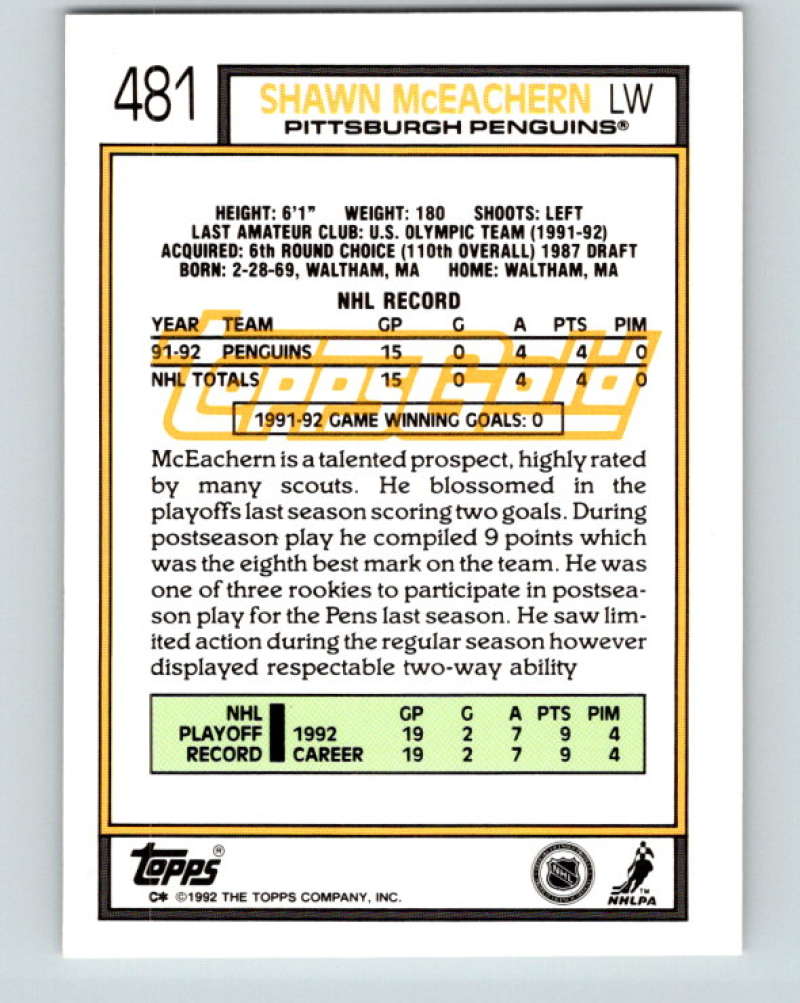 481
SHAWN McEACHERN LW
PITTSBURGH PENGUINS®
HEIGHT: 6'1" WEIGHT: 180 SHOOTS: LEFT
LAST AMATEUR CLUB: U.S. OLYMPIC TEAM (1991-92)
ACQUIRED: 6th ROUND CHOICE (110th OVERALL) 1987 DRAFT
BORN: 2-28-69, WALTHAM, MA HOME: WALTHAM, MA
NHL RECORD
YEAR TEAM GP G A PTS PIM
91-92 PENGUINS 15 0 4 4 0
NHL TOTALS 15 0 4 4 0
ToppsGold
1991-92 GAME WINNING GOALS: 0
McEachern is a talented prospect, highly rated
by many scouts. He blossomed in the
playoffs last season scoring two goals. During
postseason play he compiled 9 points which
was the eighth best mark on the team. He was
one of three rookies to participate in postsea-
son play for the Pens last season. He saw lim-
ited action during the regular season however
displayed respectable two-way ability
NHL GP G A PTS PIM
PLAYOFF 1992 19 2 7 9 4
RECORD CAREER 19 2 7 9 4
TOPPS®
C* ©1992 THE TOPPS COMPANY, INC.
NHL
TM
NHLPA